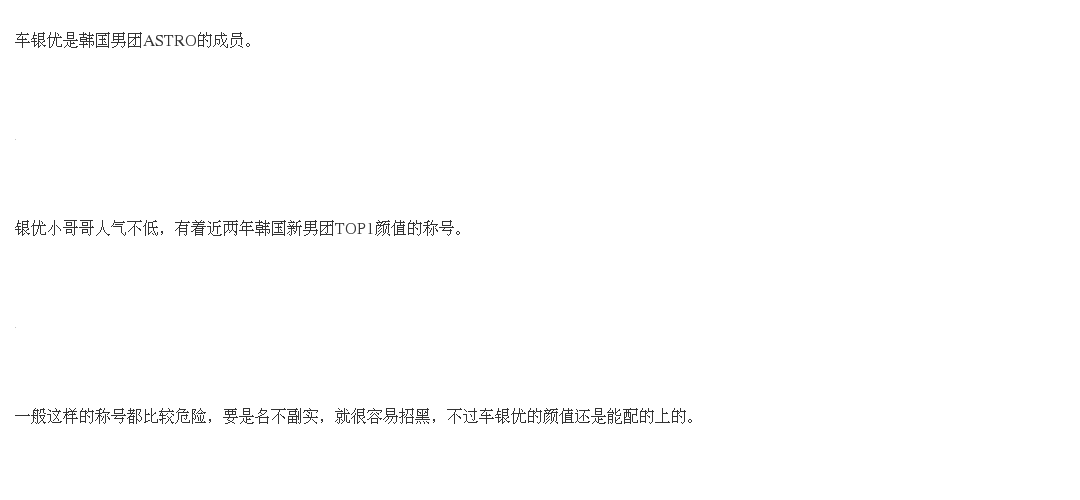 车银优是韩国男团ASTRO的成员。
银优小哥哥人气不低，有着近两年韩国新男团TOP1颜值的称号。
一般这样的称号都比较危险，要是名不副实，就很容易招黑，不过车银优的颜值还是能配的上的。